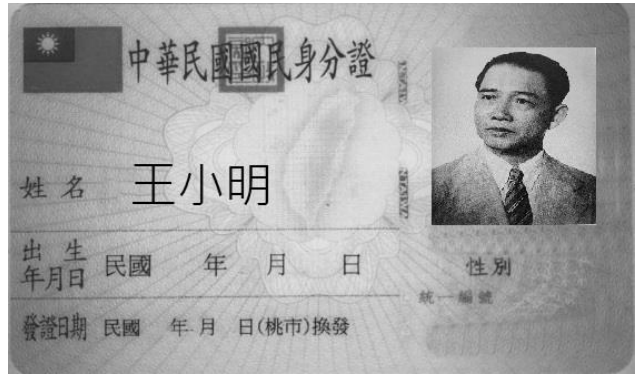 中華民國國民身分證
姓名 王小明
出生年月日 民國 年 月 日
性別
統一編號
發證日期 民國 年 月 日(桃市)換發